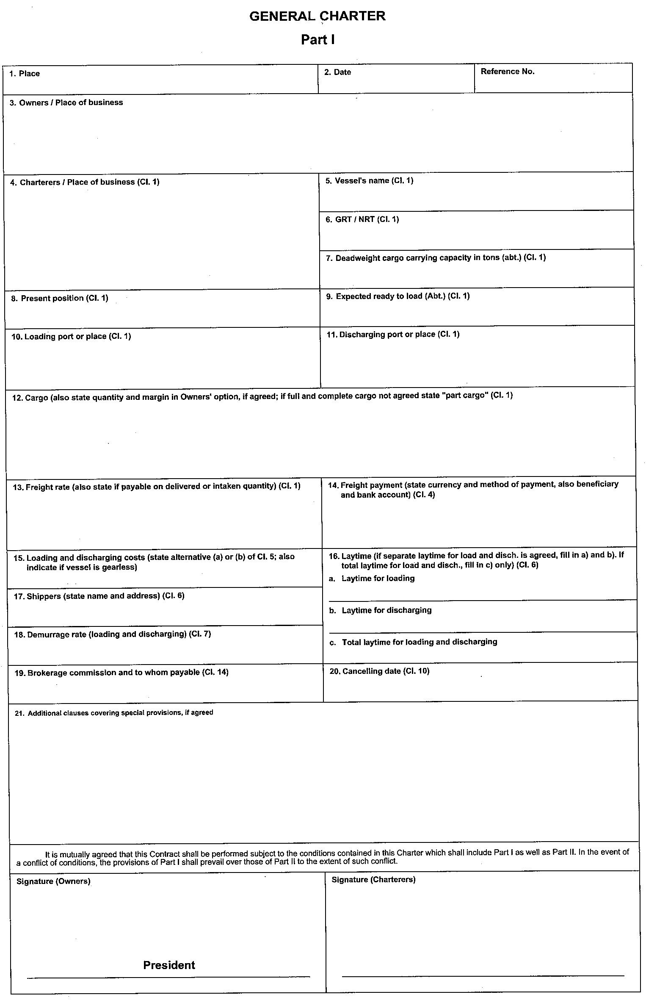 GENERAL CHARTER
Part I
1. Place
2. Date
Reference No.
3. Owners / Place of business
4. Charterers / Place of business (Cl. 1)
5. Vessel's name (Cl. 1)
6. GRT / NRT (Cl. 1)
7. Deadweight cargo carrying capacity in tons (abt.) (Cl. 1)
8. Present position (Cl. 1)
9. Expected ready to load (Abt.) (Cl. 1)
10. Loading port or place (Cl. 1)
11. Discharging port or place (Cl. 1)
12. Cargo (also state quantity and margin in Owners' option, if agreed; if full and complete cargo not agreed state "part cargo" (Cl. 1)
13. Freight rate (also state if payable on delivered or intaken quantity) (Cl. 1)
14. Freight payment (state currency and method of payment, also beneficiary
and bank account) (Cl. 4)
15. Loading and discharging costs (state alternative (a) or (b) of Cl. 5; also
indicate if vessel is gearless)
16. Laytime (if separate laytime for load and disch. is agreed, fill in a) and b). If
total laytime for load and disch., fill in c) only) (Cl. 6)
a. Laytime for loading
17. Shippers (state name and address) (Cl. 6)
b. Laytime for discharging
18. Demurrage rate (loading and discharging) (Cl. 7)
c. Total laytime for loading and discharging
19. Brokerage commission and to whom payable (Cl. 14)
20. Cancelling date (Cl. 10)
21. Additional clauses covering special provisions, if agreed
It is mutually agreed that this Contract shall be performed subject to the conditions contained in this Charter which shall include Part I as well as Part II. In the event of
a conflict of conditions, the provisions of Part I shall prevail over those of Part II to the extent of such conflict.
Signature (Owners)
Signature (Charterers)
President